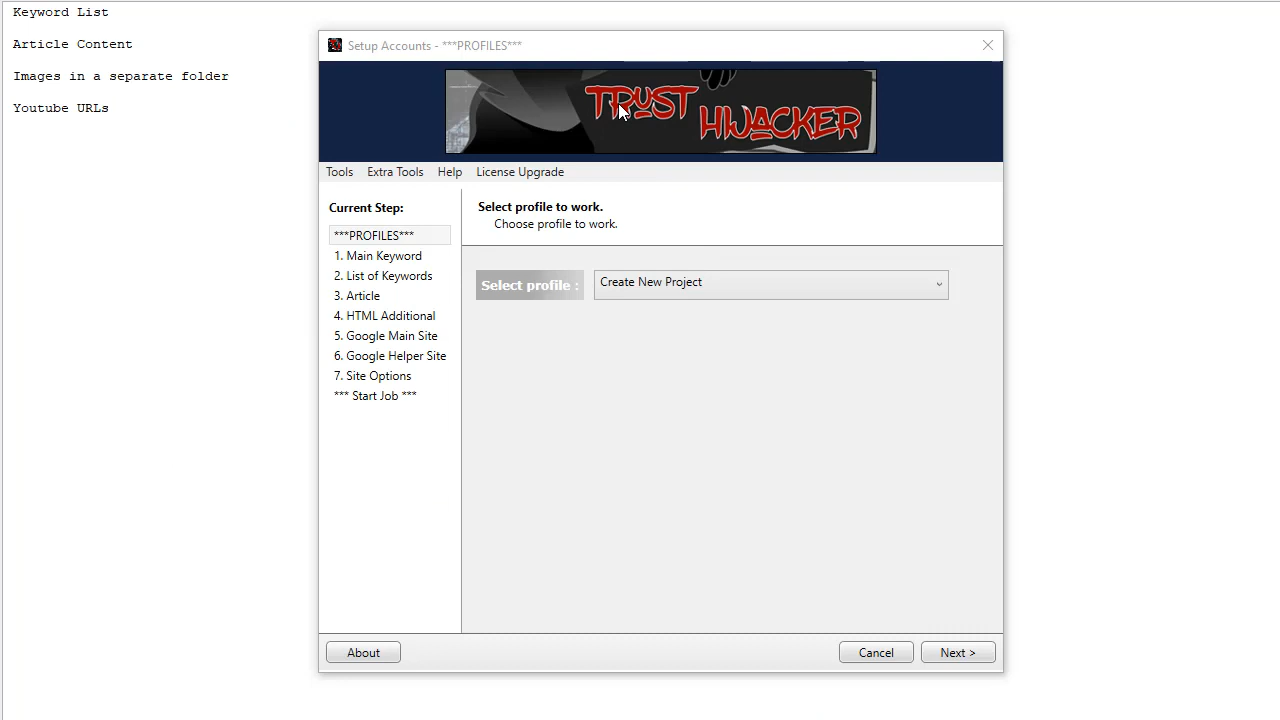 Keyword List
Article Content
Images in a separate folder
Youtube URLs
Setup Accounts - ***PROFILES***
TRUST
HIJACKER
Tools Extra Tools Help License Upgrade
Current Step:
***PROFILES***
1. Main Keyword
2. List of Keywords
3. Article
4. HTML Additional
5. Google Main Site
6. Google Helper Site
7. Site Options
*** Start Job ***
Select profile to work.
Choose profile to work.
Select profile : Create New Project
About Cancel Next >